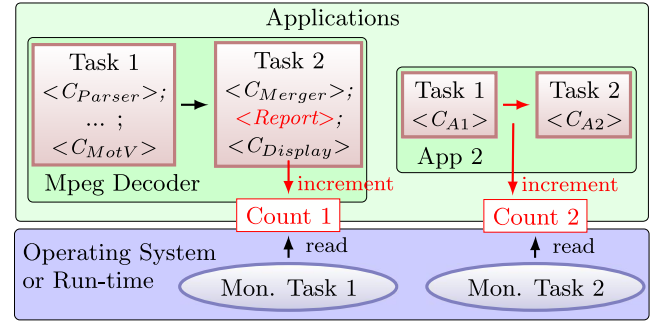 Applications
Task 1
<C_Parser>;
... ;
<C_MotV>
Task 2
<C_Merger>;
<Report>;
<C_Display>
Mpeg Decoder
increment
Task 1
<C_A1>
Task 2
<C_A2>
App 2
increment
Count 1
Count 2
Operating System
or Run-time
read
read
Mon. Task 1
Mon. Task 2